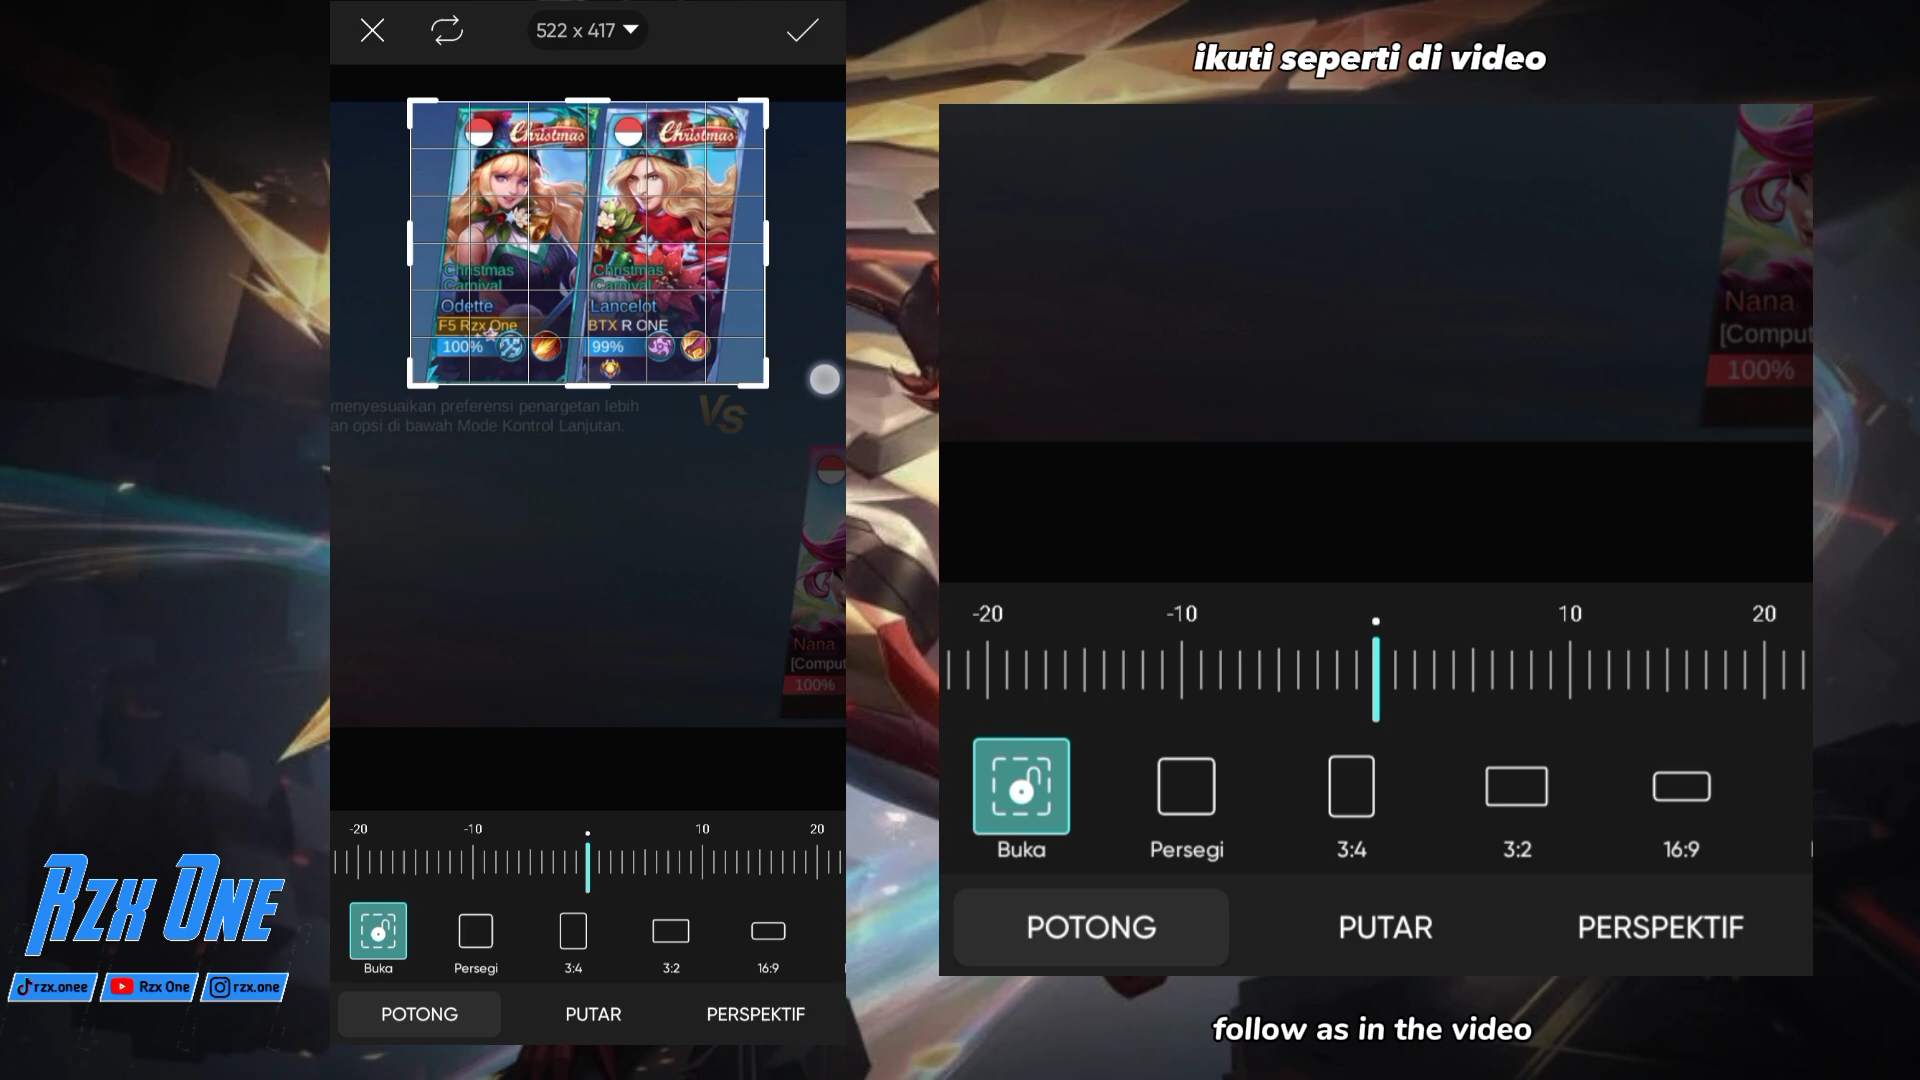 522 x 417
ikuti seperti di video
Christmas
Christmas
Christmas
Carnival
Odette
F5 Rzx One
100%
Christmas
Carnival
Lancelot
BTX R ONE
99%
menyesuaikan preferensi penargetan lebih
an opsi di bawah Mode Kontrol Lanjutan.
VS
Nana
[Comput
100%
-20 -10 10 20
Buka Persegi 3:4 3:2 16:9
POTONG PUTAR PERSPEKTIF
Nana
[Comput
100%
-20 -10 10 20
Buka Persegi 3:4 3:2 16:9
POTONG PUTAR PERSPEKTIF
Rzx One
rzx.onee Rzx One rzx.one
follow as in the video